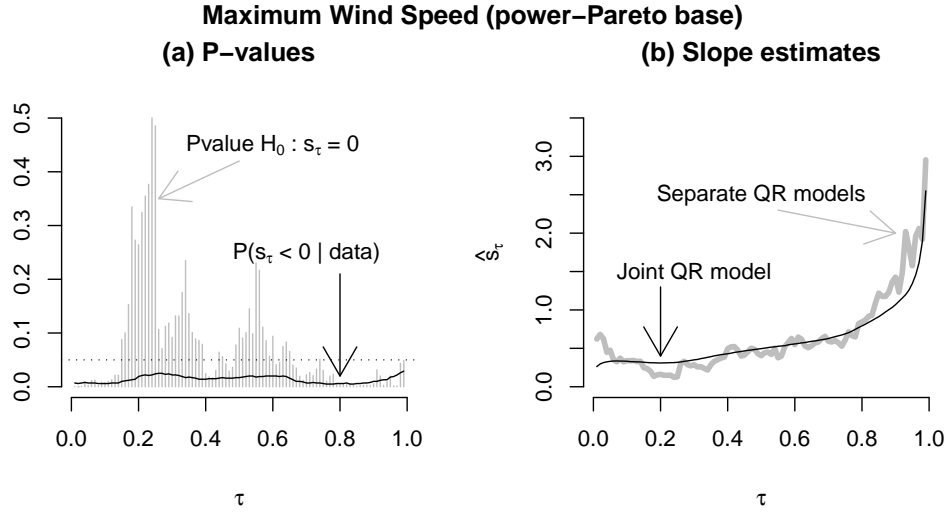 Maximum Wind Speed (power−Pareto base)
(a) P−values
0.0 0.1 0.2 0.3 0.4 0.5
Pvalue H₀ : sτ = 0
P(sτ < 0 | data)
0.0 0.2 0.4 0.6 0.8 1.0
τ
(b) Slope estimates
ŝτ
0.0 1.0 2.0 3.0
Separate QR models
Joint QR model
0.0 0.2 0.4 0.6 0.8 1.0
τ